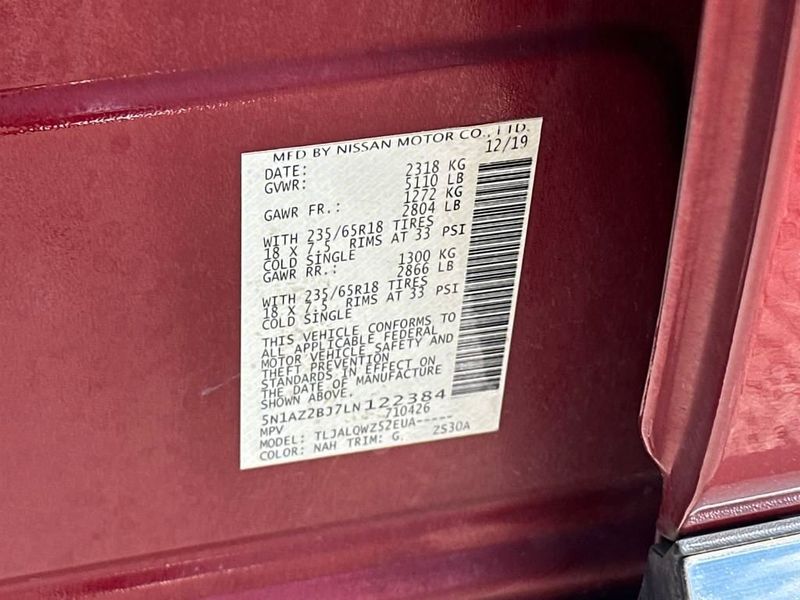 MFD BY NISSAN MOTOR CO., LTD.
DATE: 12/19
GVWR: 2318 KG
5110 LB
GAWR FR.: 1272 KG
2804 LB
WITH 235/65R18 TIRES
18 X 7.5 RIMS AT 33 PSI
COLD SINGLE
GAWR RR.: 1300 KG
2866 LB
WITH 235/65R18 TIRES
18 X 7.5 RIMS AT 33 PSI
COLD SINGLE
THIS VEHICLE CONFORMS TO
ALL APPLICABLE FEDERAL
MOTOR VEHICLE SAFETY AND
THEFT PREVENTION
STANDARDS IN EFFECT ON
THE DATE OF MANUFACTURE
SHOWN ABOVE.
5N1AZ2BJ7LN122384
MPV 710426
MODEL: TLJALQWZS2EUA-----
COLOR: NAH TRIM: G. ZS30A